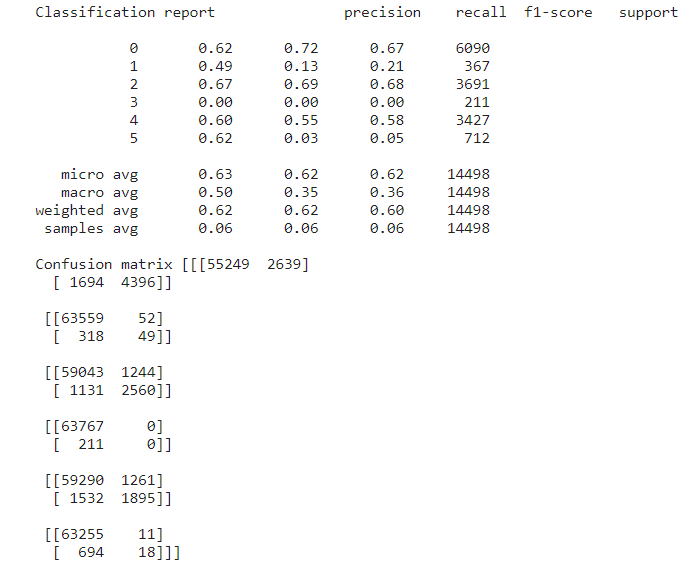 Classification report precision recall f1-score support
0 0.62 0.72 0.67 6090
1 0.49 0.13 0.21 367
2 0.67 0.69 0.68 3691
3 0.00 0.00 0.00 211
4 0.60 0.55 0.58 3427
5 0.62 0.03 0.05 712
micro avg 0.63 0.62 0.62 14498
macro avg 0.50 0.35 0.36 14498
weighted avg 0.62 0.62 0.60 14498
samples avg 0.06 0.06 0.06 14498
Confusion matrix [[[55249 2639]
[ 1694 4396]]
[[63559 52]
[ 318 49]]
[[59043 1244]
[ 1131 2560]]
[[63767 0]
[ 211 0]]
[[59290 1261]
[ 1532 1895]]
[[63255 11]
[ 694 18]]]